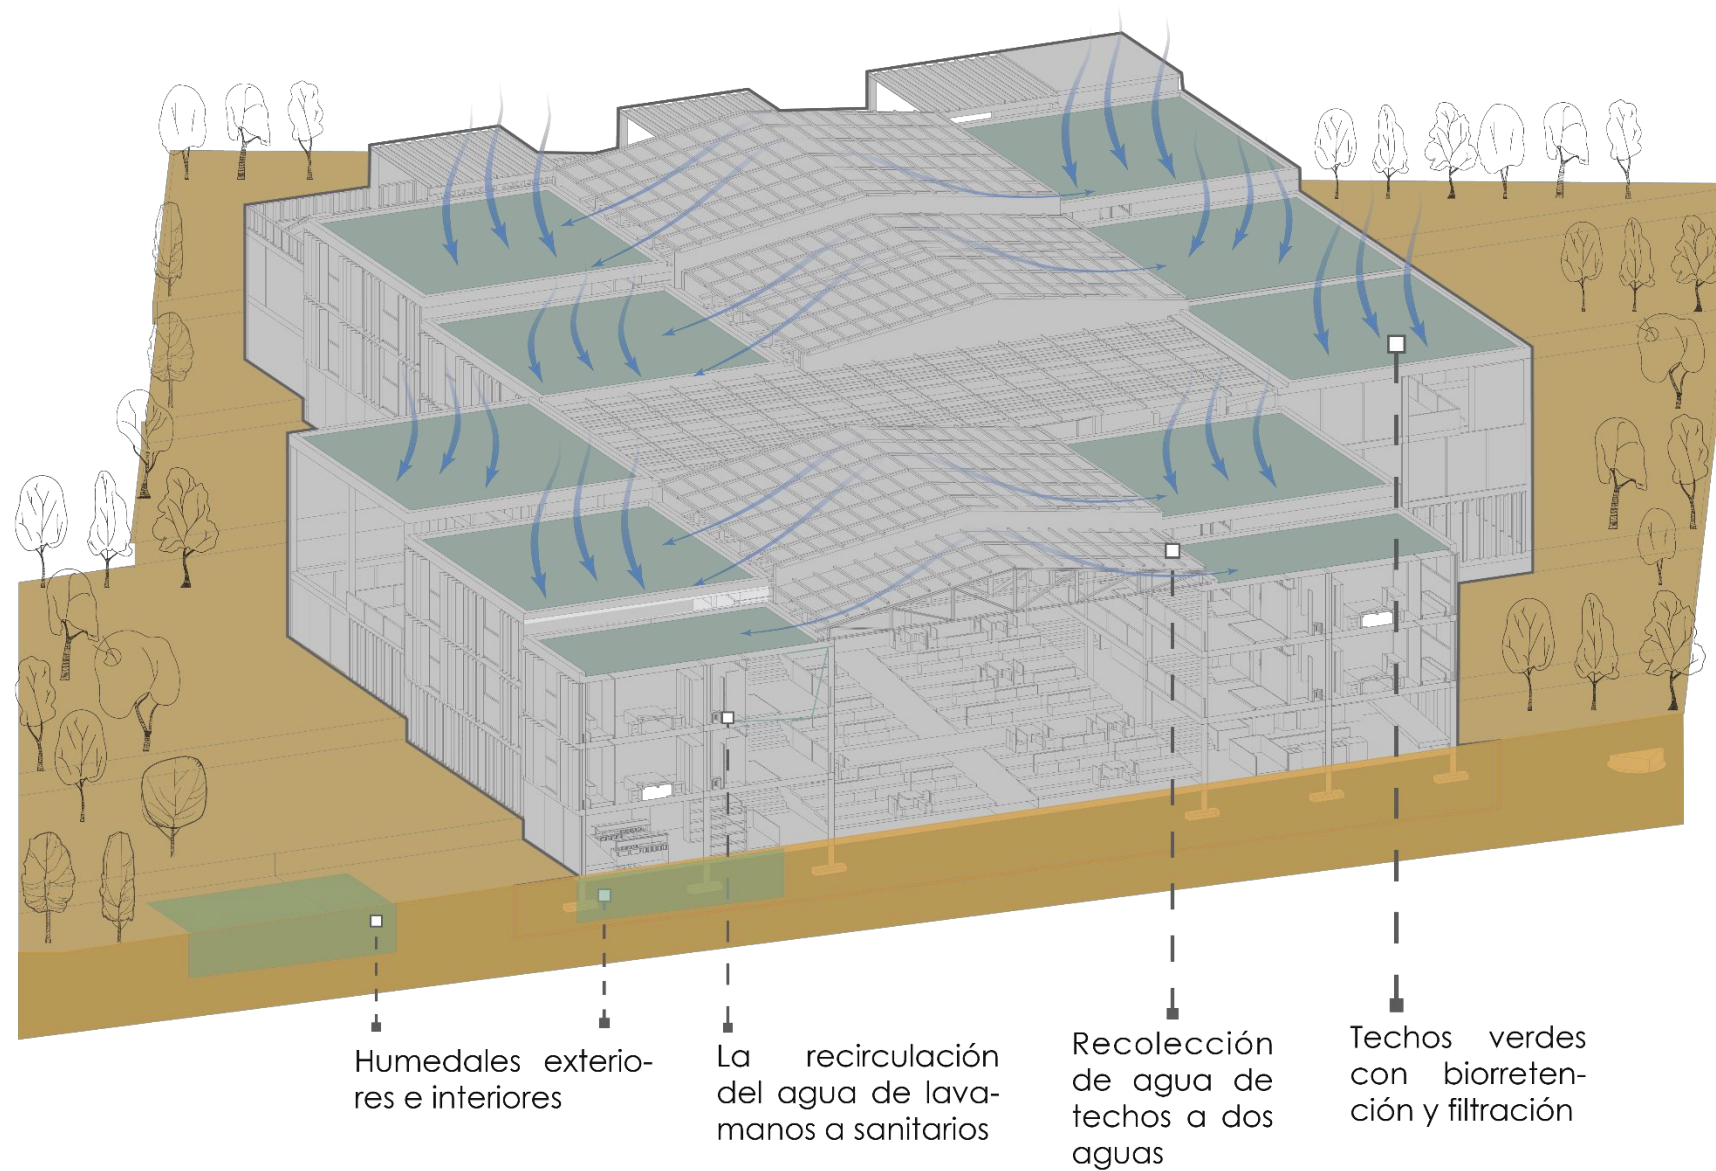 Humedales exterio-
res e interiores
La recirculación
del agua de lava-
manos a sanitarios
Recolección
de agua de
techos a dos
aguas
Techos verdes
con biorreten-
ción y filtración